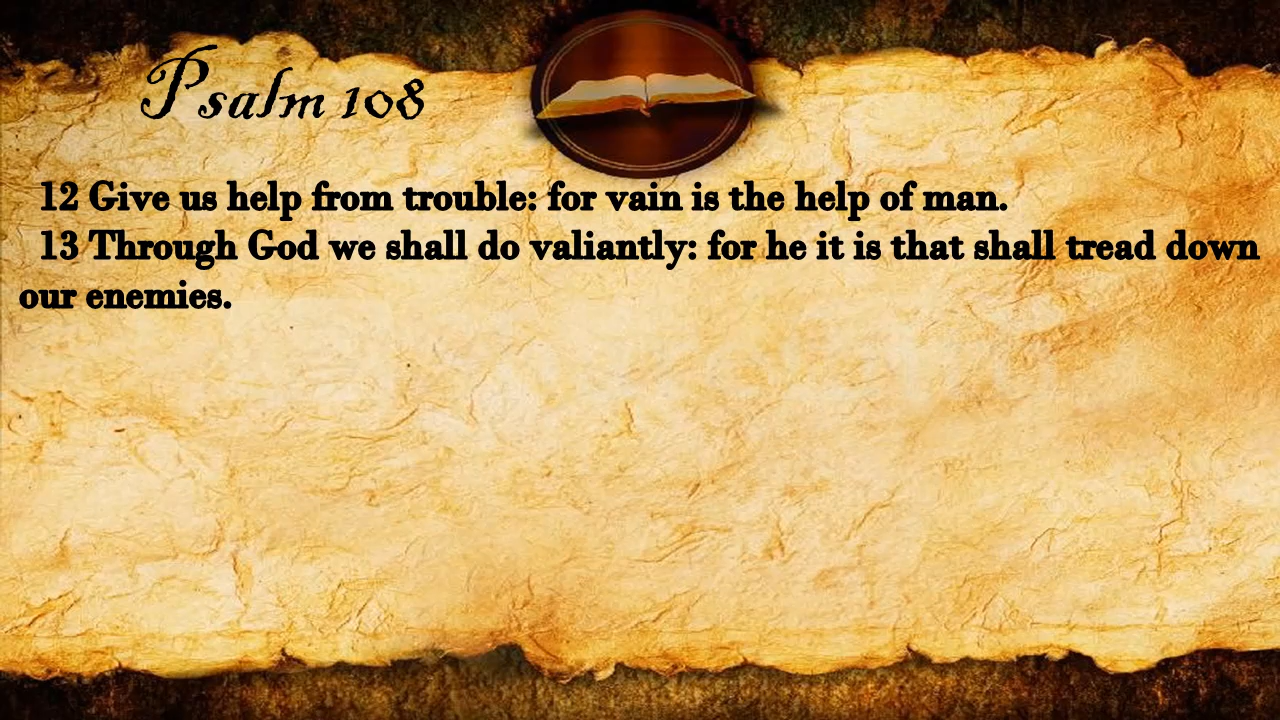 Psalm 108
12 Give us help from trouble: for vain is the help of man.
13 Through God we shall do valiantly: for he it is that shall tread down
our enemies.